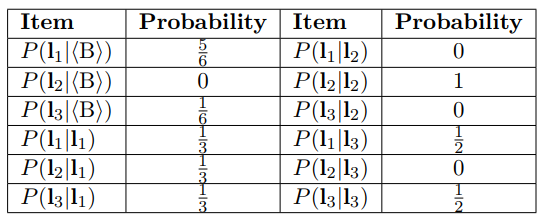 Item Probability Item Probability
P(l₁|⟨B⟩) 5/6 P(l₁|l₂) 0
P(l₂|⟨B⟩) 0 P(l₂|l₂) 1
P(l₃|⟨B⟩) 1/6 P(l₃|l₂) 0
P(l₁|l₁) 1/3 P(l₁|l₃) 1/2
P(l₂|l₁) 1/3 P(l₂|l₃) 0
P(l₃|l₁) 1/3 P(l₃|l₃) 1/2